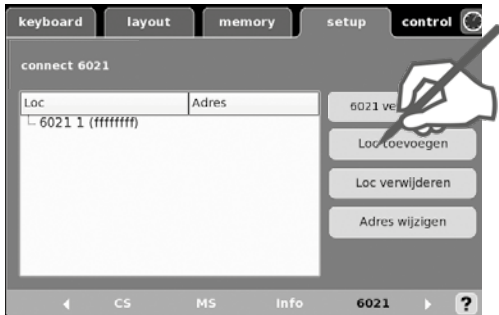 keyboard layout memory setup control
connect 6021
Loc Adres
6021 1 (ffffffff)
6021 ve
Loc toevoegen
Loc verwijderen
Adres wijzigen
CS MS Info 6021 ?